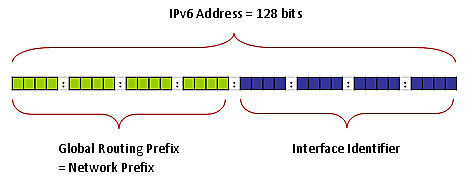 IPv6 Address = 128 bits
: : : : : : :
Global Routing Prefix
= Network Prefix
Interface Identifier